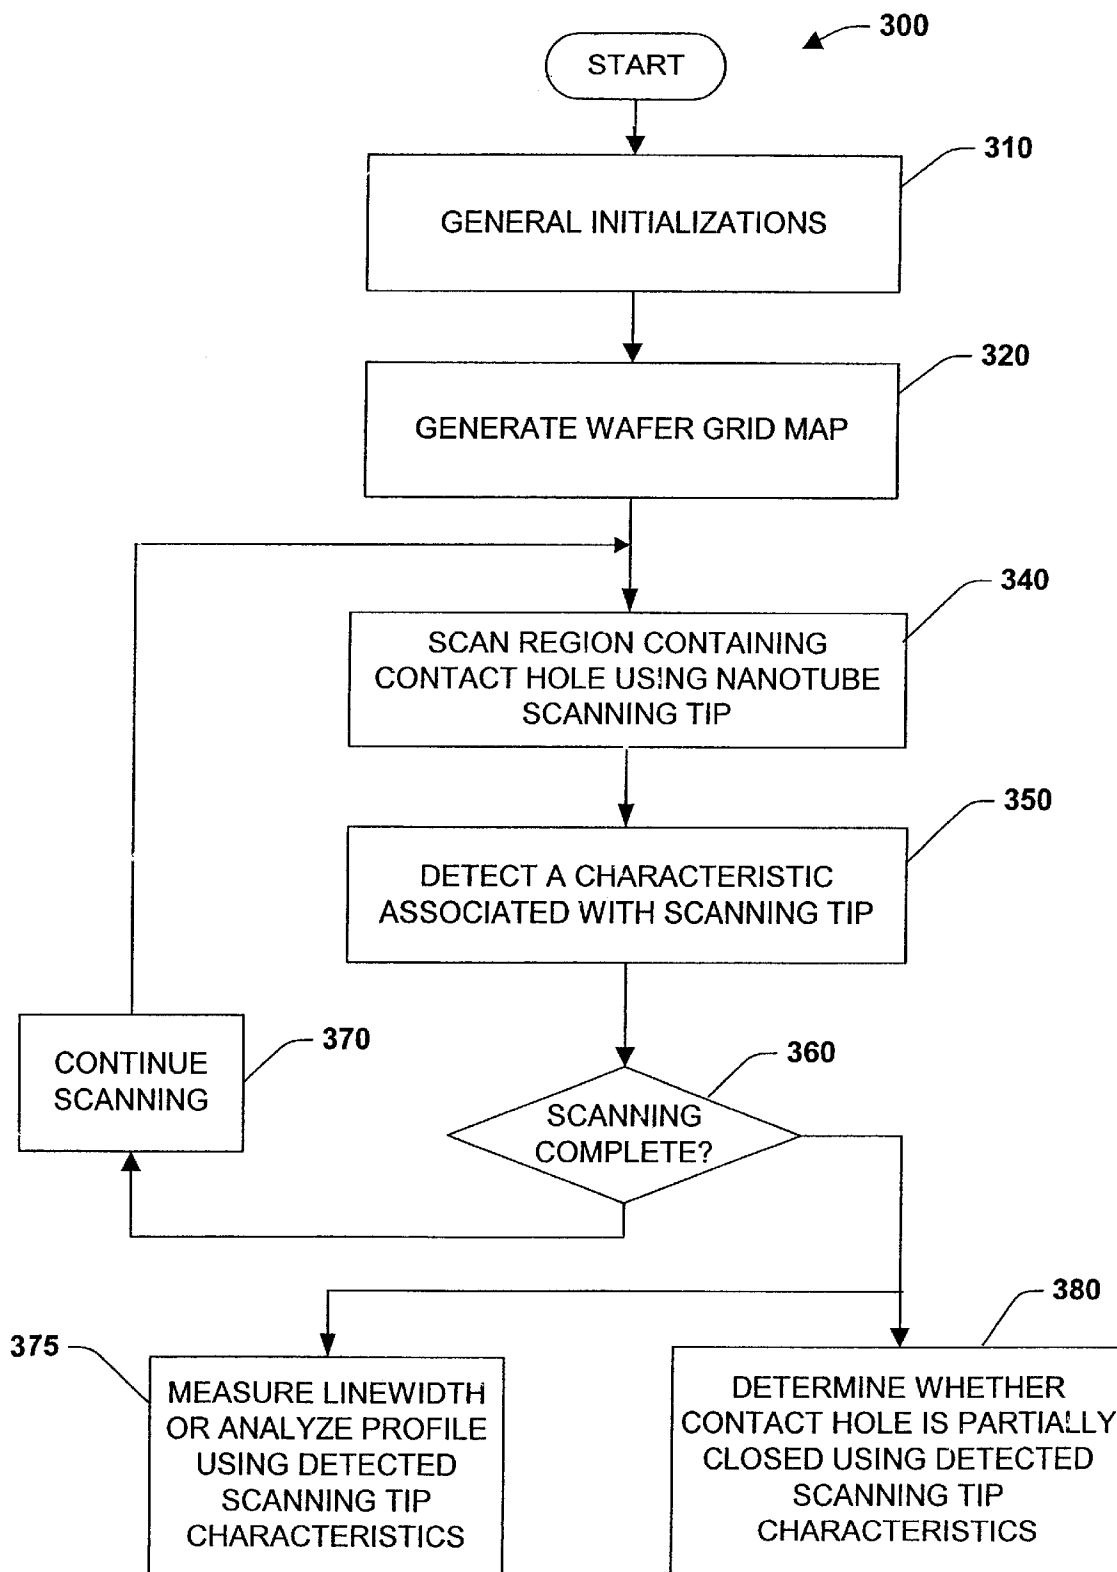 300
START
310
GENERAL INITIALIZATIONS
320
GENERATE WAFER GRID MAP
340
SCAN REGION CONTAINING
CONTACT HOLE USING NANOTUBE
SCANNING TIP
350
DETECT A CHARACTERISTIC
ASSOCIATED WITH SCANNING TIP
370
CONTINUE
SCANNING
360
SCANNING
COMPLETE?
375
MEASURE LINEWIDTH
OR ANALYZE PROFILE
USING DETECTED
SCANNING TIP
CHARACTERISTICS
380
DETERMINE WHETHER
CONTACT HOLE IS PARTIALLY
CLOSED USING DETECTED
SCANNING TIP
CHARACTERISTICS